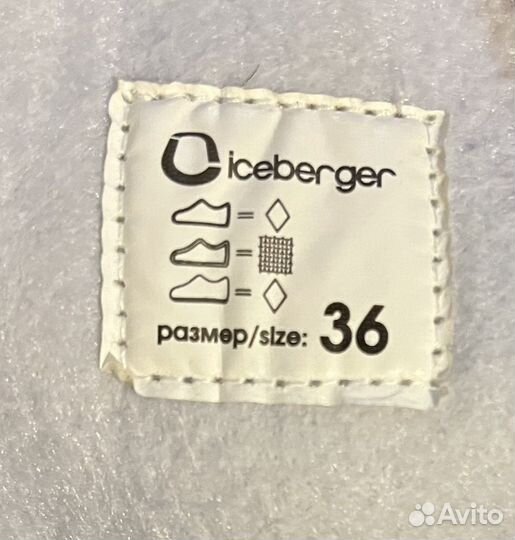 iceberger
=
=
=
размер/size: 36
Avito